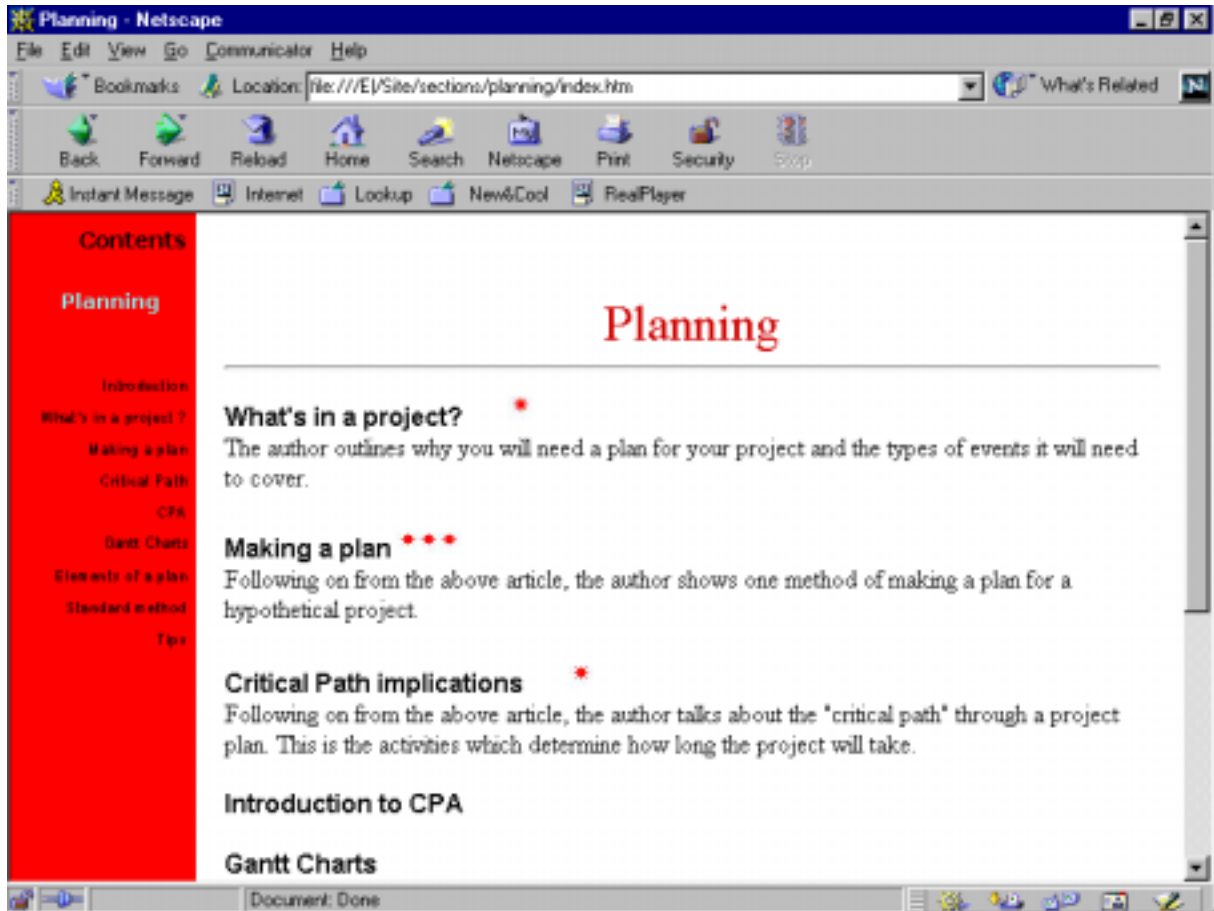 Planning - Netscape
File Edit View Go Communicator Help
Bookmarks Location: file:///E|/Site/sections/planning/index.htm What's Related N
Back Forward Reload Home Search Netscape Print Security Stop
Instant Message Internet Lookup New&Cool RealPlayer
Contents
Planning
Introduction
What's in a project ?
Making a plan
Critical Path
CPA
Gantt Charts
Elements of a plan
Standard method
Tips
Planning
What's in a project?
The author outlines why you will need a plan for your project and the types of events it will need
to cover.
Making a plan
Following on from the above article, the author shows one method of making a plan for a
hypothetical project.
Critical Path implications
Following on from the above article, the author talks about the "critical path" through a project
plan. This is the activities which determine how long the project will take.
Introduction to CPA
Gantt Charts
Document: Done